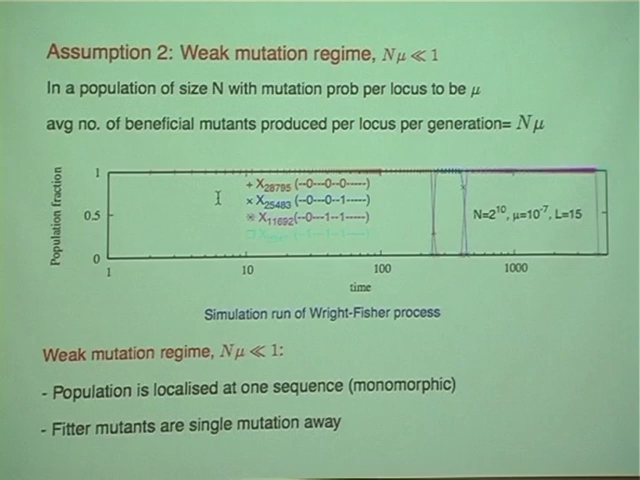 Assumption 2: Weak mutation regime, Nμ ≪ 1
In a population of size N with mutation prob per locus to be μ
avg no. of beneficial mutants produced per locus per generation= Nμ
Population fraction
1
0.5
0
+ X28795 (--0---0--0-----)
× X25483 (--0---0--1-----)
X11692 (--0---1--1-----)
N=2^10, μ=10^-7, L=15
1 10 100 1000
time
Simulation run of Wright-Fisher process
Weak mutation regime, Nμ ≪ 1:
- Population is localised at one sequence (monomorphic)
- Fitter mutants are single mutation away